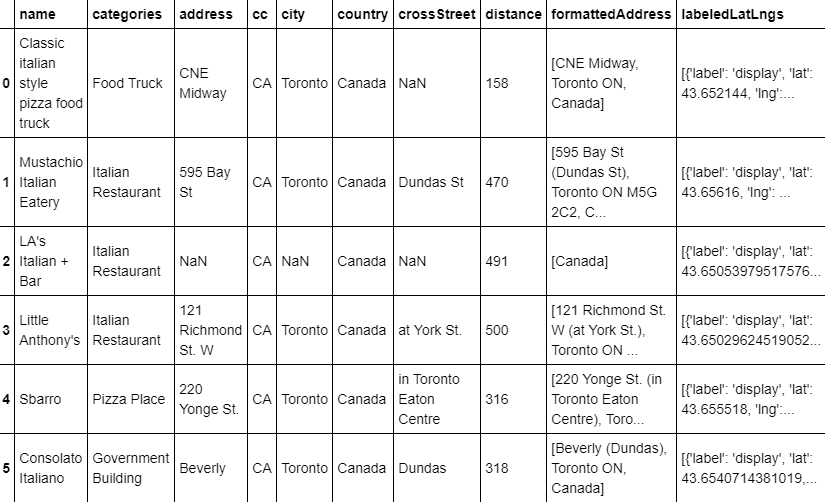 name categories address cc city country crossStreet distance formattedAddress labeledLatLngs
0
Classic
italian
style
pizza food
truck
Food Truck
CNE
Midway
CA
Toronto
Canada
NaN
158
[CNE Midway,
Toronto ON,
Canada]
[{'label': 'display', 'lat':
43.652144, 'lng':...
1
Mustachio
Italian
Eatery
Italian
Restaurant
595 Bay
St
CA
Toronto
Canada
Dundas St
470
[595 Bay St
(Dundas St),
Toronto ON M5G
2C2, C...
[{'label': 'display', 'lat':
43.65616, 'lng': ...
2
LA's
Italian +
Bar
Italian
Restaurant
NaN
CA
NaN
Canada
NaN
491
[Canada]
[{'label': 'display', 'lat':
43.65053979517576...
3
Little
Anthony's
Italian
Restaurant
121
Richmond
St. W
CA
Toronto
Canada
at York St.
500
[121 Richmond St.
W (at York St.),
Toronto ON ...
[{'label': 'display', 'lat':
43.65029624519052...
4
Sbarro
Pizza Place
220
Yonge St.
CA
Toronto
Canada
in Toronto
Eaton
Centre
316
[220 Yonge St. (in
Toronto Eaton
Centre), Toro...
[{'label': 'display', 'lat':
43.655518, 'lng':...
5
Consolato
Italiano
Government
Building
Beverly
CA
Toronto
Canada
Dundas
318
[Beverly (Dundas),
Toronto ON,
Canada]
[{'label': 'display', 'lat':
43.6540714381019,...